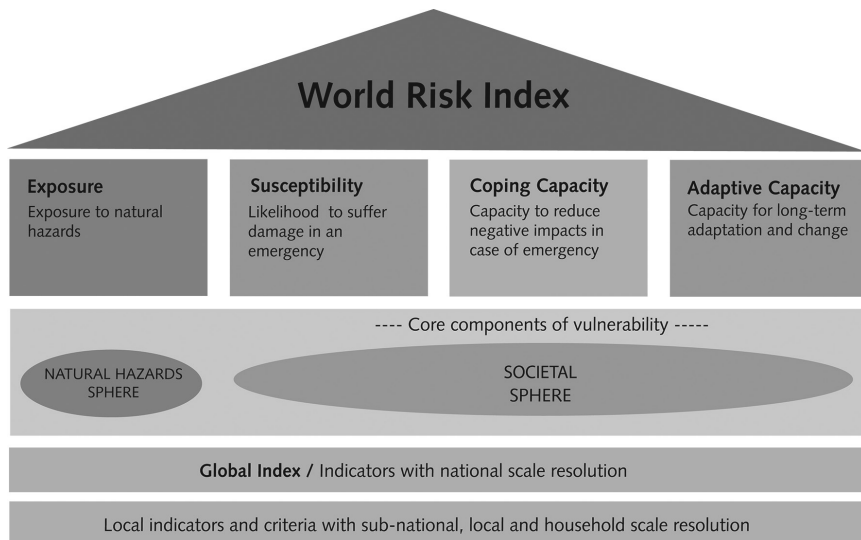 World Risk Index
Exposure
Exposure to natural
hazards
Susceptibility
Likelihood to suffer
damage in an
emergency
Coping Capacity
Capacity to reduce
negative impacts in
case of emergency
Adaptive Capacity
Capacity for long-term
adaptation and change
---- Core components of vulnerability -----
NATURAL HAZARDS
SPHERE
SOCIETAL
SPHERE
Global Index / Indicators with national scale resolution
Local indicators and criteria with sub-national, local and household scale resolution